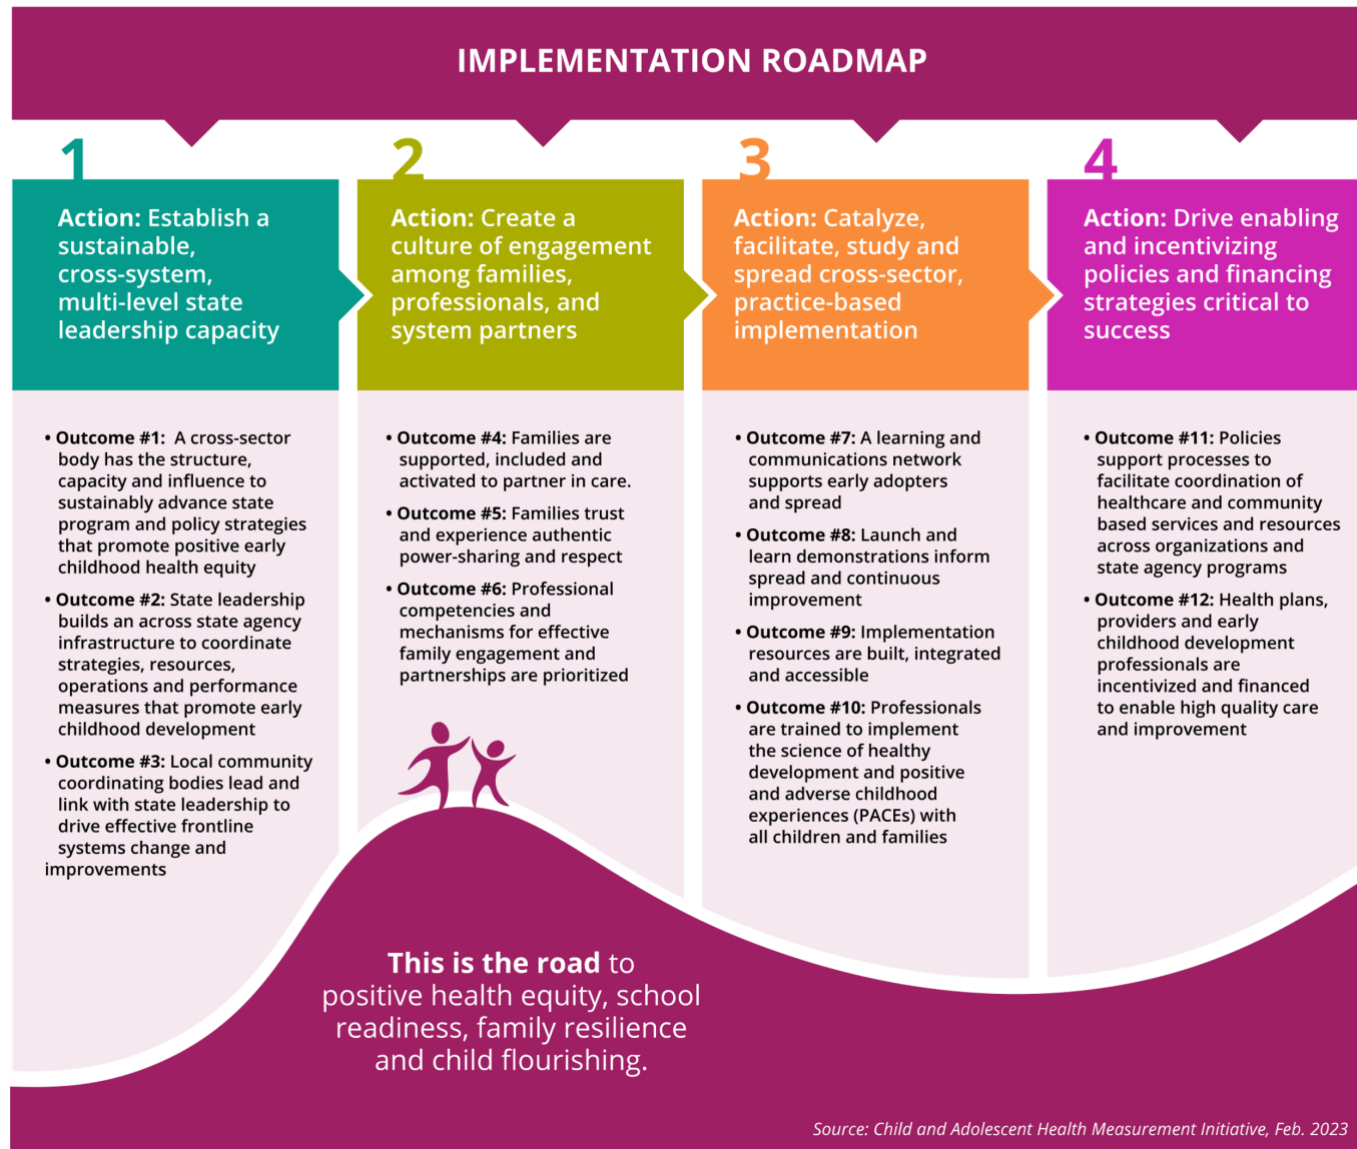 IMPLEMENTATION ROADMAP
1
Action: Establish a
sustainable,
cross-system,
multi-level state
leadership capacity
• Outcome #1: A cross-sector
body has the structure,
capacity and influence to
sustainably advance state
program and policy strategies
that promote positive early
childhood health equity
• Outcome #2: State leadership
builds an across state agency
infrastructure to coordinate
strategies, resources,
operations and performance
measures that promote early
childhood development
• Outcome #3: Local community
coordinating bodies lead and
link with state leadership to
drive effective frontline
systems change and
improvements
2
Action: Create a
culture of engagement
among families,
professionals, and
system partners
• Outcome #4: Families are
supported, included and
activated to partner in care.
• Outcome #5: Families trust
and experience authentic
power-sharing and respect
• Outcome #6: Professional
competencies and
mechanisms for effective
family engagement and
partnerships are prioritized
3
Action: Catalyze,
facilitate, study and
spread cross-sector,
practice-based
implementation
• Outcome #7: A learning and
communications network
supports early adopters
and spread
• Outcome #8: Launch and
learn demonstrations inform
spread and continuous
improvement
• Outcome #9: Implementation
resources are built, integrated
and accessible
• Outcome #10: Professionals
are trained to implement
the science of healthy
development and positive
and adverse childhood
experiences (PACEs) with
all children and families
4
Action: Drive enabling
and incentivizing
policies and financing
strategies critical to
success
• Outcome #11: Policies
support processes to
facilitate coordination of
healthcare and community
based services and resources
across organizations and
state agency programs
• Outcome #12: Health plans,
providers and early
childhood development
professionals are
incentivized and financed
to enable high quality care
and improvement
This is the road to
positive health equity, school
readiness, family resilience
and child flourishing.
Source: Child and Adolescent Health Measurement Initiative, Feb. 2023